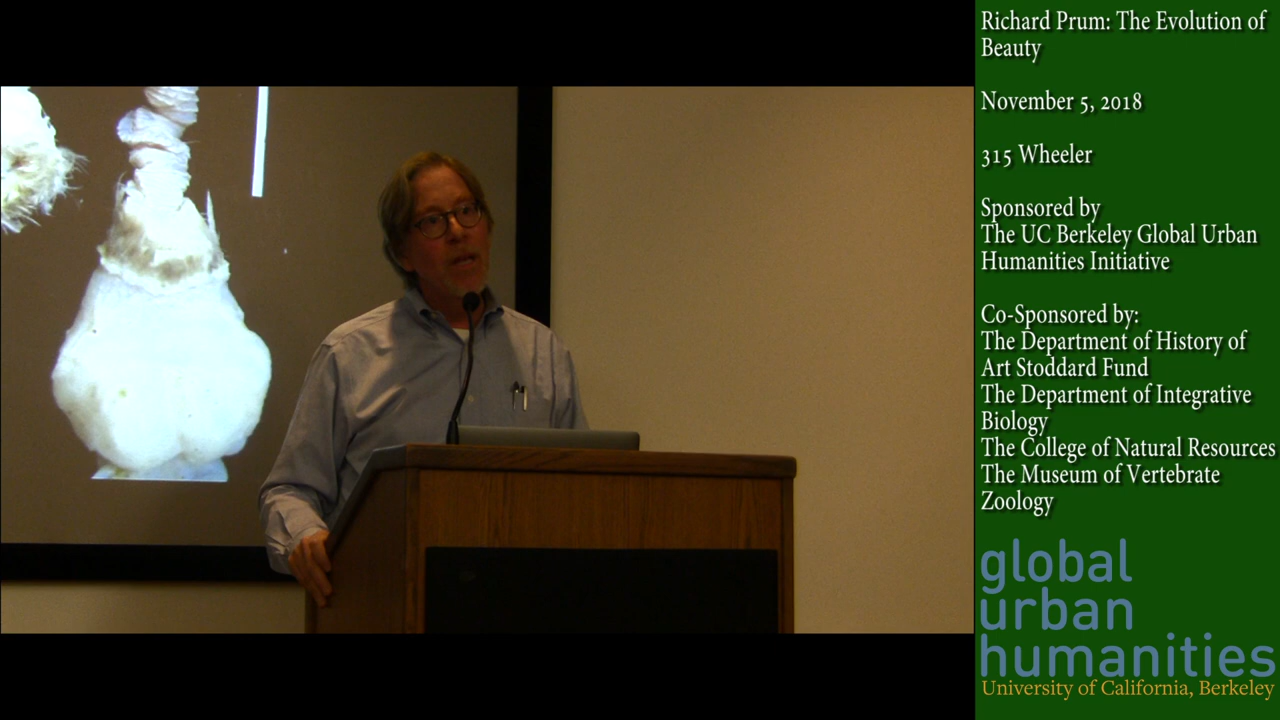 Richard Prum: The Evolution of
Beauty
November 5, 2018
315 Wheeler
Sponsored by
The UC Berkeley Global Urban
Humanities Initiative
Co-Sponsored by:
The Department of History of
Art Stoddard Fund
The Department of Integrative
Biology
The College of Natural Resources
The Museum of Vertebrate
Zoology
global
urban
humanities
University of California, Berkeley